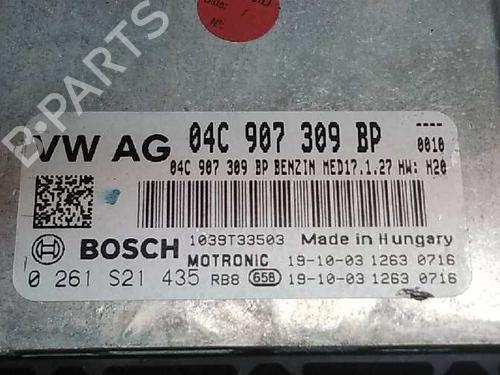 Date:
/
N°:
B-PARTS
VW AG 04C 907 309 BP
0010
04C 907 309 BP BENZIN MED17.1.27 HW: H20
BOSCH 1039T33503 Made in Hungary
MOTRONIC 19-10-03 1263 0716
0 261 S21 435 RB8 658 19-10-03 1263 0716